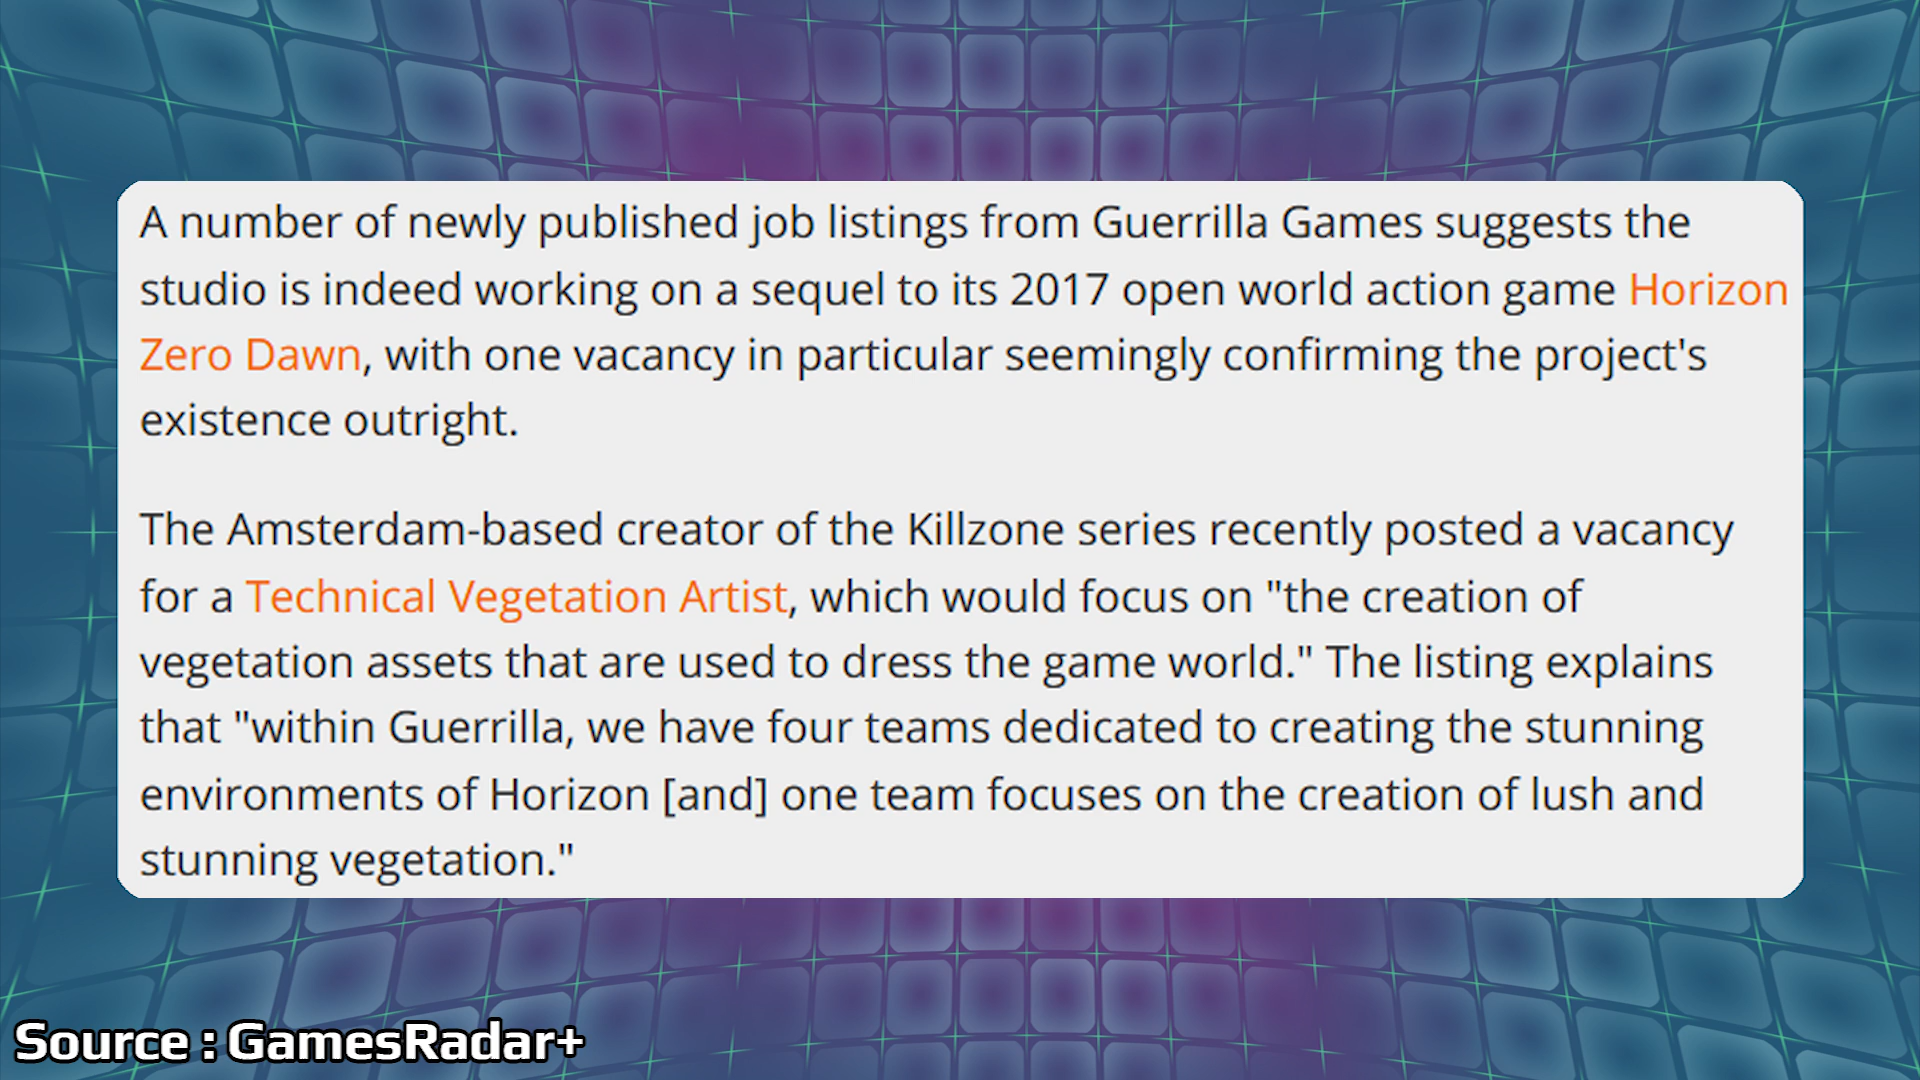 A number of newly published job listings from Guerrilla Games suggests the
studio is indeed working on a sequel to its 2017 open world action game Horizon
Zero Dawn, with one vacancy in particular seemingly confirming the project's
existence outright.
The Amsterdam-based creator of the Killzone series recently posted a vacancy
for a Technical Vegetation Artist, which would focus on "the creation of
vegetation assets that are used to dress the game world." The listing explains
that "within Guerrilla, we have four teams dedicated to creating the stunning
environments of Horizon [and] one team focuses on the creation of lush and
stunning vegetation."
Source : GamesRadar+